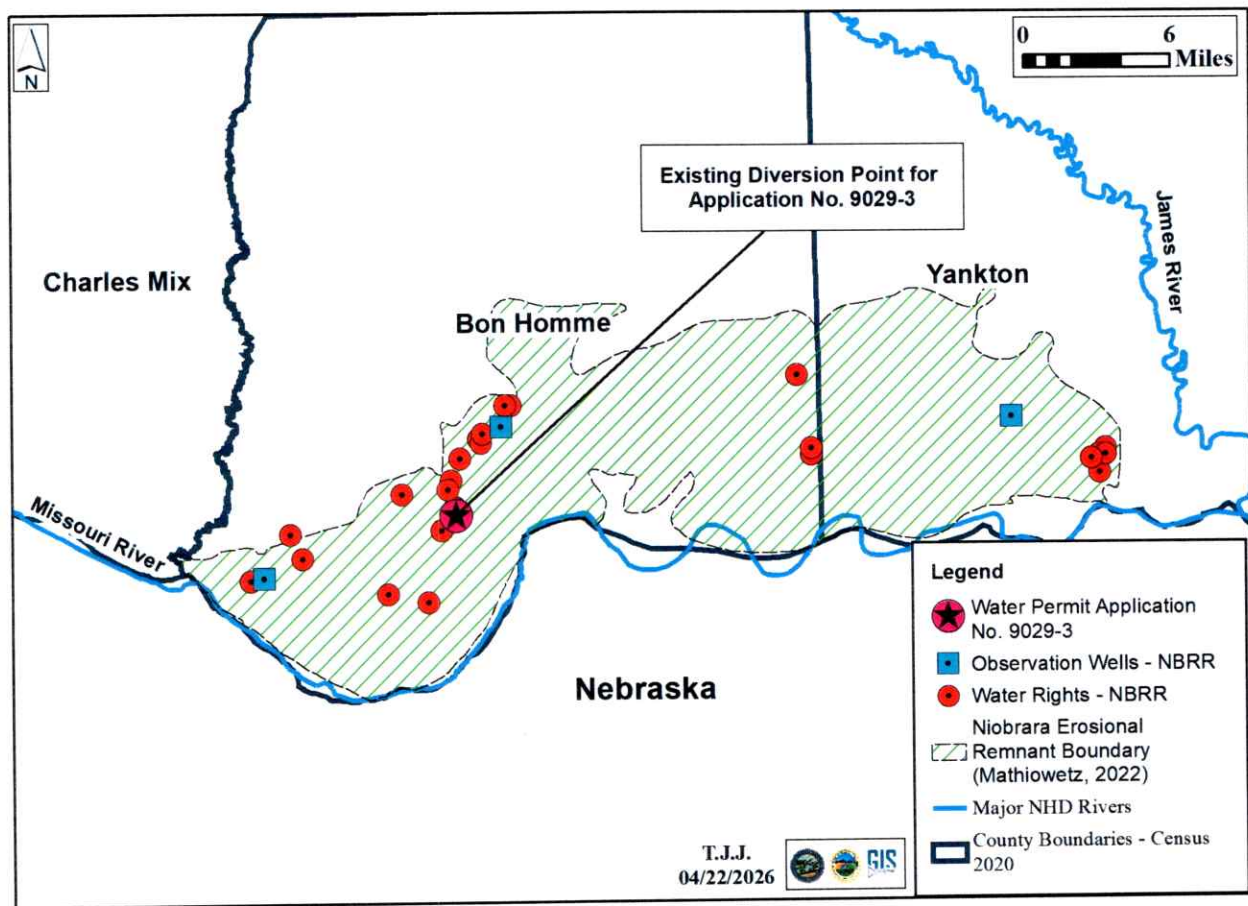 N
0 6
Miles
Existing Diversion Point for
Application No. 9029-3
James River
Charles Mix
Yankton
Bon Homme
Missouri River
Nebraska
Legend
Water Permit Application
No. 9029-3
Observation Wells - NBRR
Water Rights - NBRR
Niobrara Erosional
Remnant Boundary
(Mathiowetz, 2022)
Major NHD Rivers
County Boundaries - Census
2020
T.J.J.
04/22/2026
GIS